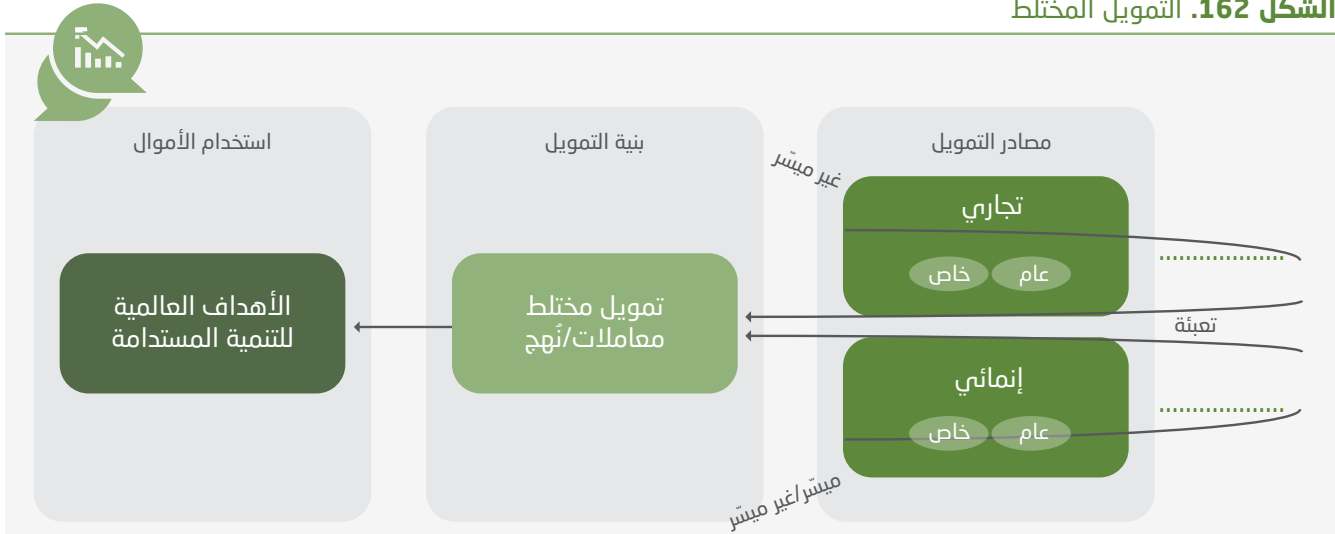 الشكل 162. التمويل المختلط
مصادر التمويل
بنية التمويل
استخدام الأموال
غير ميسّر
تجاري
عام
خاص
تعبئة
تمويل مختلط
معاملات/نُهج
الأهداف العالمية
للتنمية المستدامة
إنمائي
عام
خاص
ميسّر/غير ميسّر